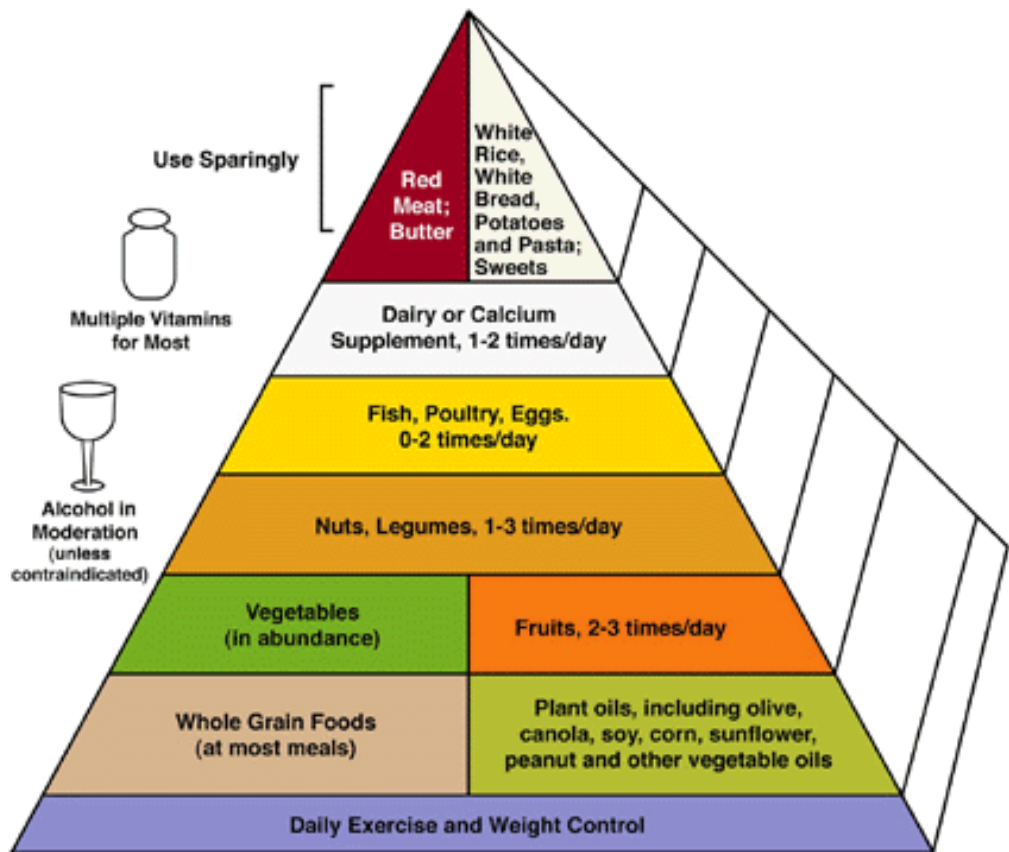 Use Sparingly
Red
Meat;
Butter
White
Rice,
White
Bread,
Potatoes
and Pasta;
Sweets
Multiple Vitamins
for Most
Dairy or Calcium
Supplement, 1-2 times/day
Fish, Poultry, Eggs.
0-2 times/day
Alcohol in
Moderation
(unless
contraindicated)
Nuts, Legumes, 1-3 times/day
Vegetables
(in abundance)
Fruits, 2-3 times/day
Whole Grain Foods
(at most meals)
Plant oils, including olive,
canola, soy, corn, sunflower,
peanut and other vegetable oils
Daily Exercise and Weight Control